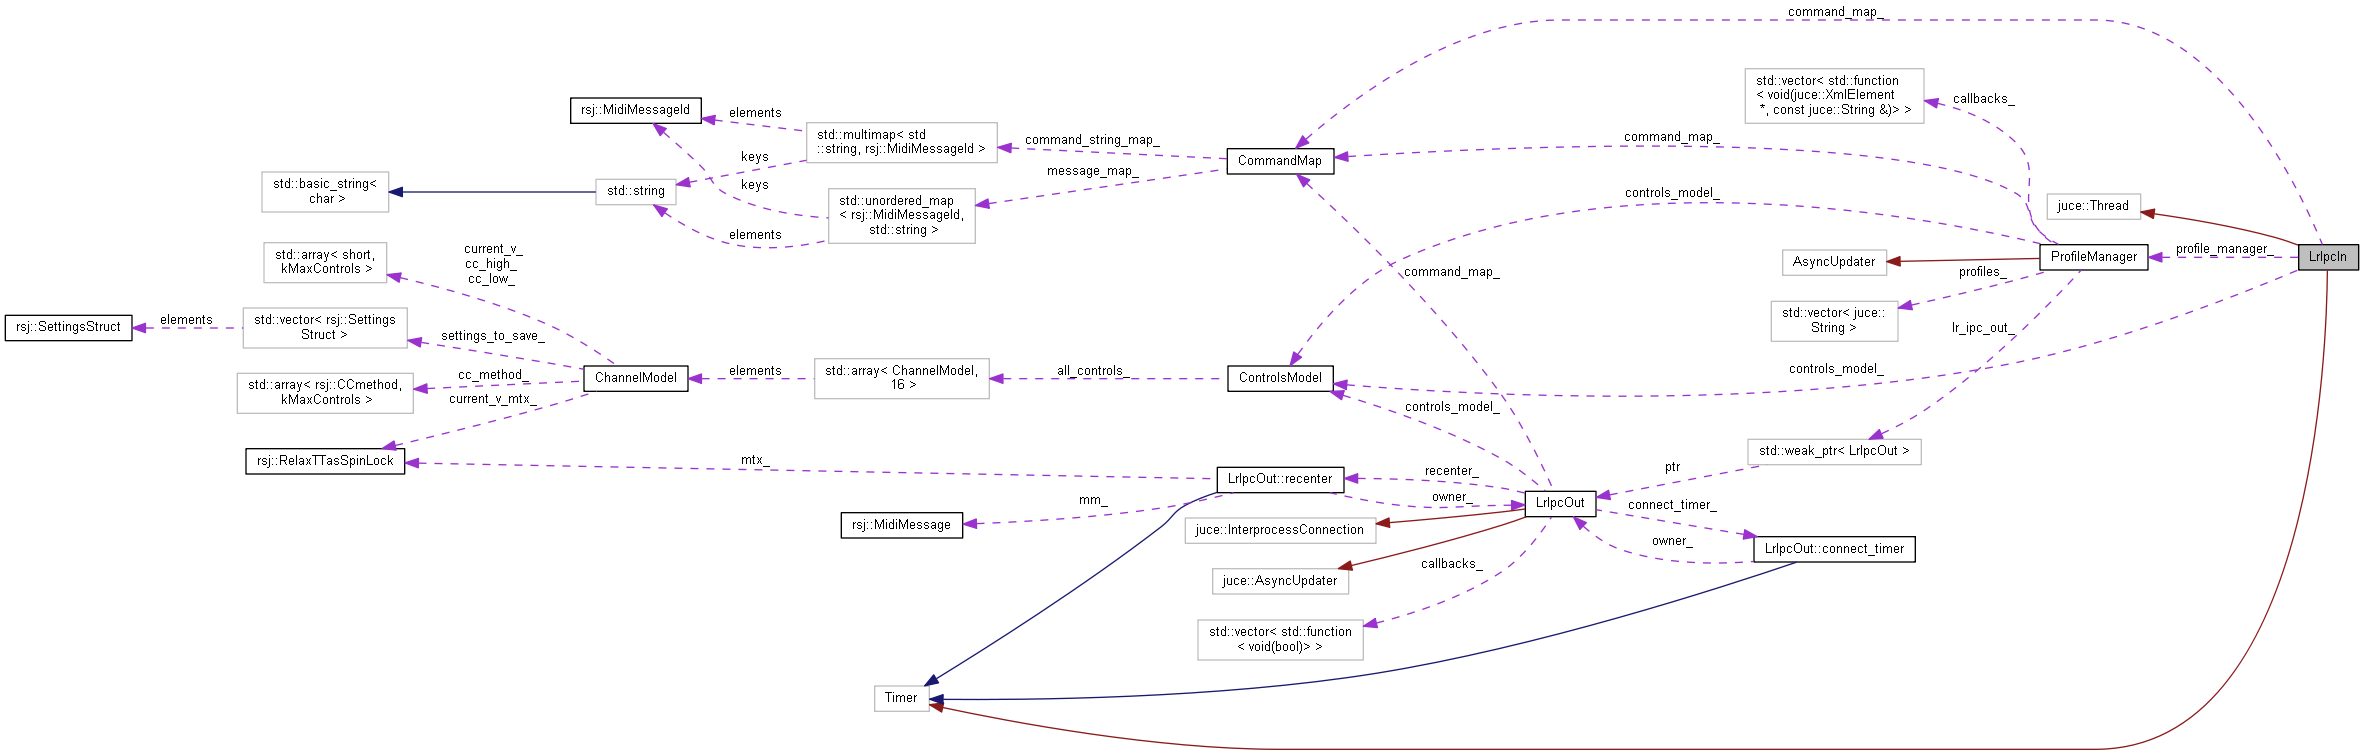 command_map_
std::vector< std::function
< void(juce::XmlElement
*, const juce::String &)> >
callbacks_
rsj::MidiMessageId
elements
std::multimap< std
::string, rsj::MidiMessageId >
command_string_map_
CommandMap
command_map_
keys
message_map_
std::basic_string<
char >
std::string
keys
std::unordered_map
< rsj::MidiMessageId,
std::string >
elements
controls_model_
juce::Thread
std::array< short,
kMaxControls >
current_v_
cc_high_
cc_low_
command_map_
AsyncUpdater
ProfileManager
profile_manager_
LrIpcIn
profiles_
std::vector< juce::
String >
lr_ipc_out_
rsj::SettingsStruct
elements
std::vector< rsj::Settings
Struct >
settings_to_save_
cc_method_
std::array< rsj::CCmethod,
kMaxControls >
current_v_mtx_
ChannelModel
elements
std::array< ChannelModel,
16 >
all_controls_
ControlsModel
controls_model_
controls_model_
rsj::RelaxTTasSpinLock
mtx_
LrIpcOut::recenter
recenter_
owner_
std::weak_ptr< LrIpcOut >
ptr
mm_
rsj::MidiMessage
LrIpcOut
connect_timer_
juce::InterprocessConnection
owner_
LrIpcOut::connect_timer
juce::AsyncUpdater
callbacks_
std::vector< std::function
< void(bool)> >
Timer